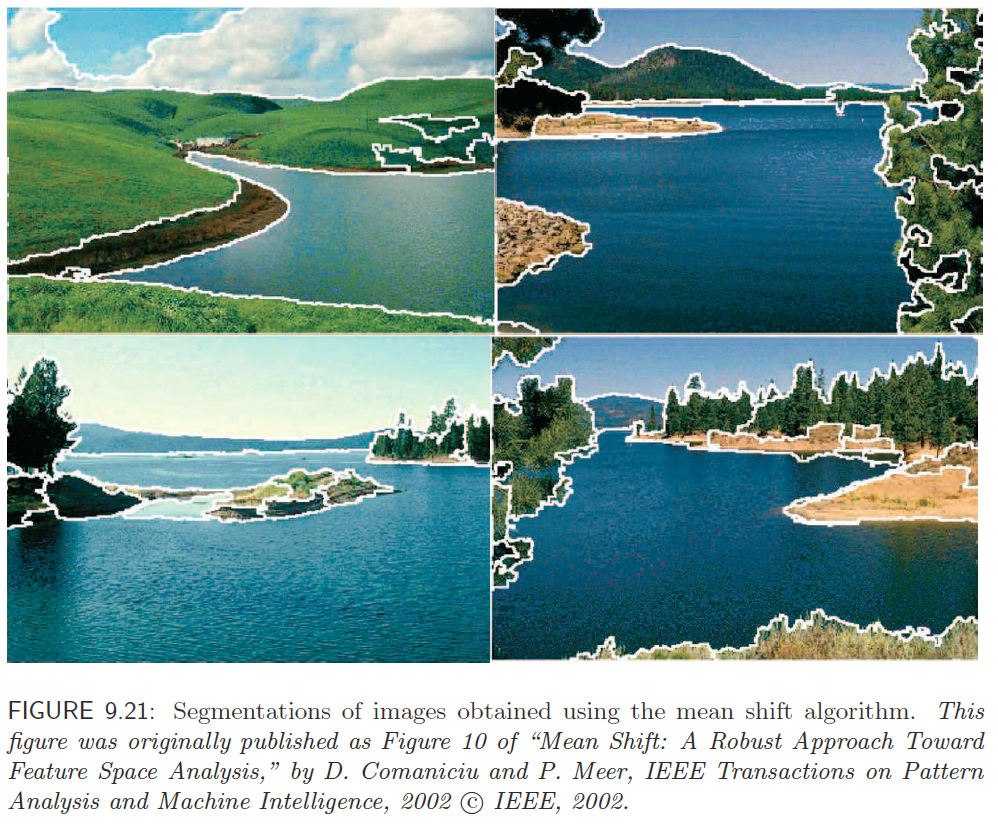 FIGURE 9.21: Segmentations of images obtained using the mean shift algorithm. This
figure was originally published as Figure 10 of “Mean Shift: A Robust Approach Toward
Feature Space Analysis,” by D. Comaniciu and P. Meer, IEEE Transactions on Pattern
Analysis and Machine Intelligence, 2002 © IEEE, 2002.